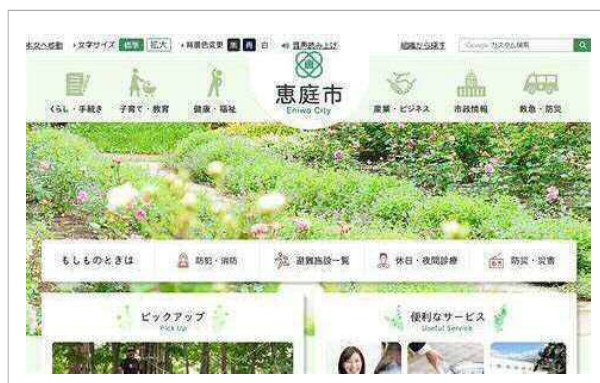 本文へ移動 ▸文字サイズ 標準 拡大 ▸背景色変更 黒 青 白 音声読み上げ 組織から探す Google カスタム検索
恵庭市
Eniwa City
くらし・手続き 子育て・教育 健康・福祉 産業・ビジネス 市政情報 救急・防災
もしものときは 防犯・消防 避難施設一覧 休日・夜間診療 防災・災害
ピックアップ 便利なサービス
Pick Up Useful Service